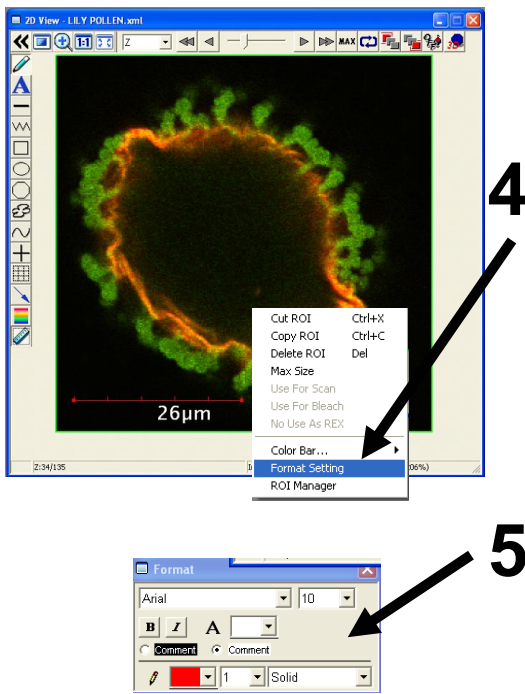 2D View - LILY POLLEN.xml
1:1 Z MAX 3D
A
4
Cut ROI Ctrl+X
Copy ROI Ctrl+C
Delete ROI Del
Max Size
Use For Scan
Use For Bleach
No Use As REX
26µm
Color Bar...
Z:34/135 Format Setting 06%)
ROI Manager
5
Format
Arial 10
B I A
Comment Comment
1 Solid